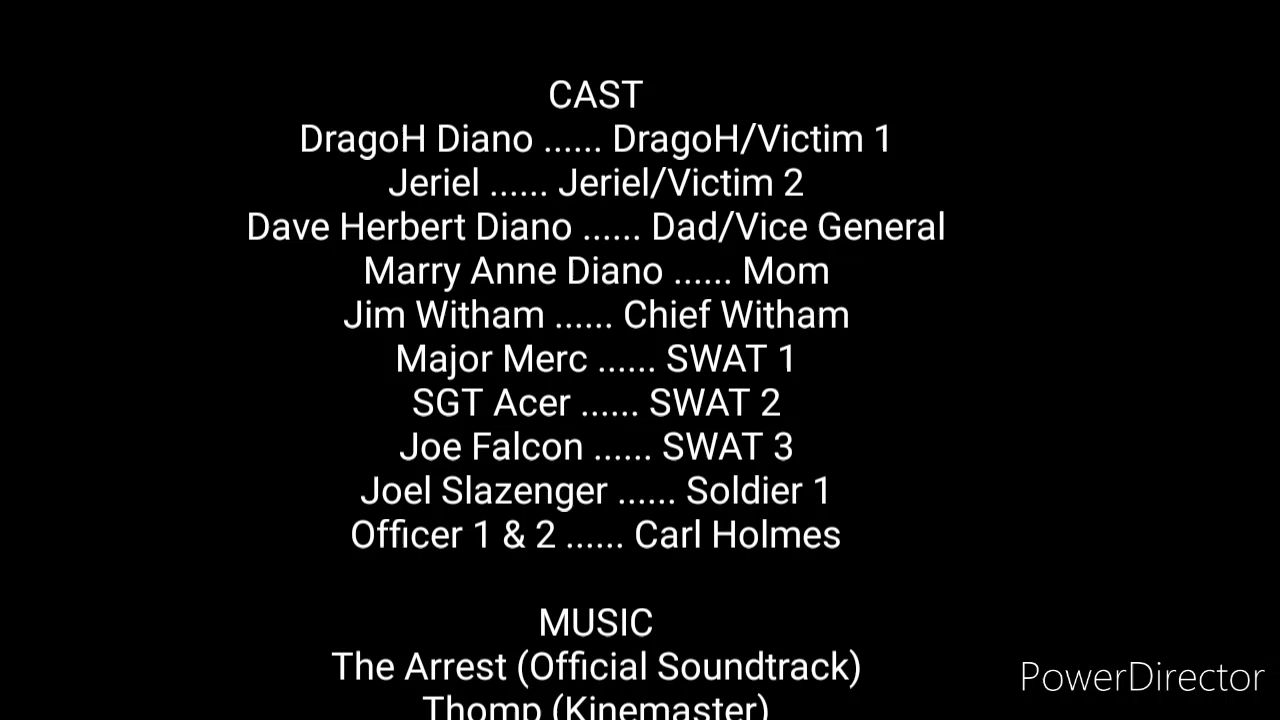 CAST
DragoH Diano ...... DragoH/Victim 1
Jeriel ...... Jeriel/Victim 2
Dave Herbert Diano ...... Dad/Vice General
Marry Anne Diano ...... Mom
Jim Witham ...... Chief Witham
Major Merc ...... SWAT 1
SGT Acer ...... SWAT 2
Joe Falcon ...... SWAT 3
Joel Slazenger ...... Soldier 1
Officer 1 & 2 ...... Carl Holmes
MUSIC
The Arrest (Official Soundtrack)
Thomp (Kinemaster)
PowerDirector